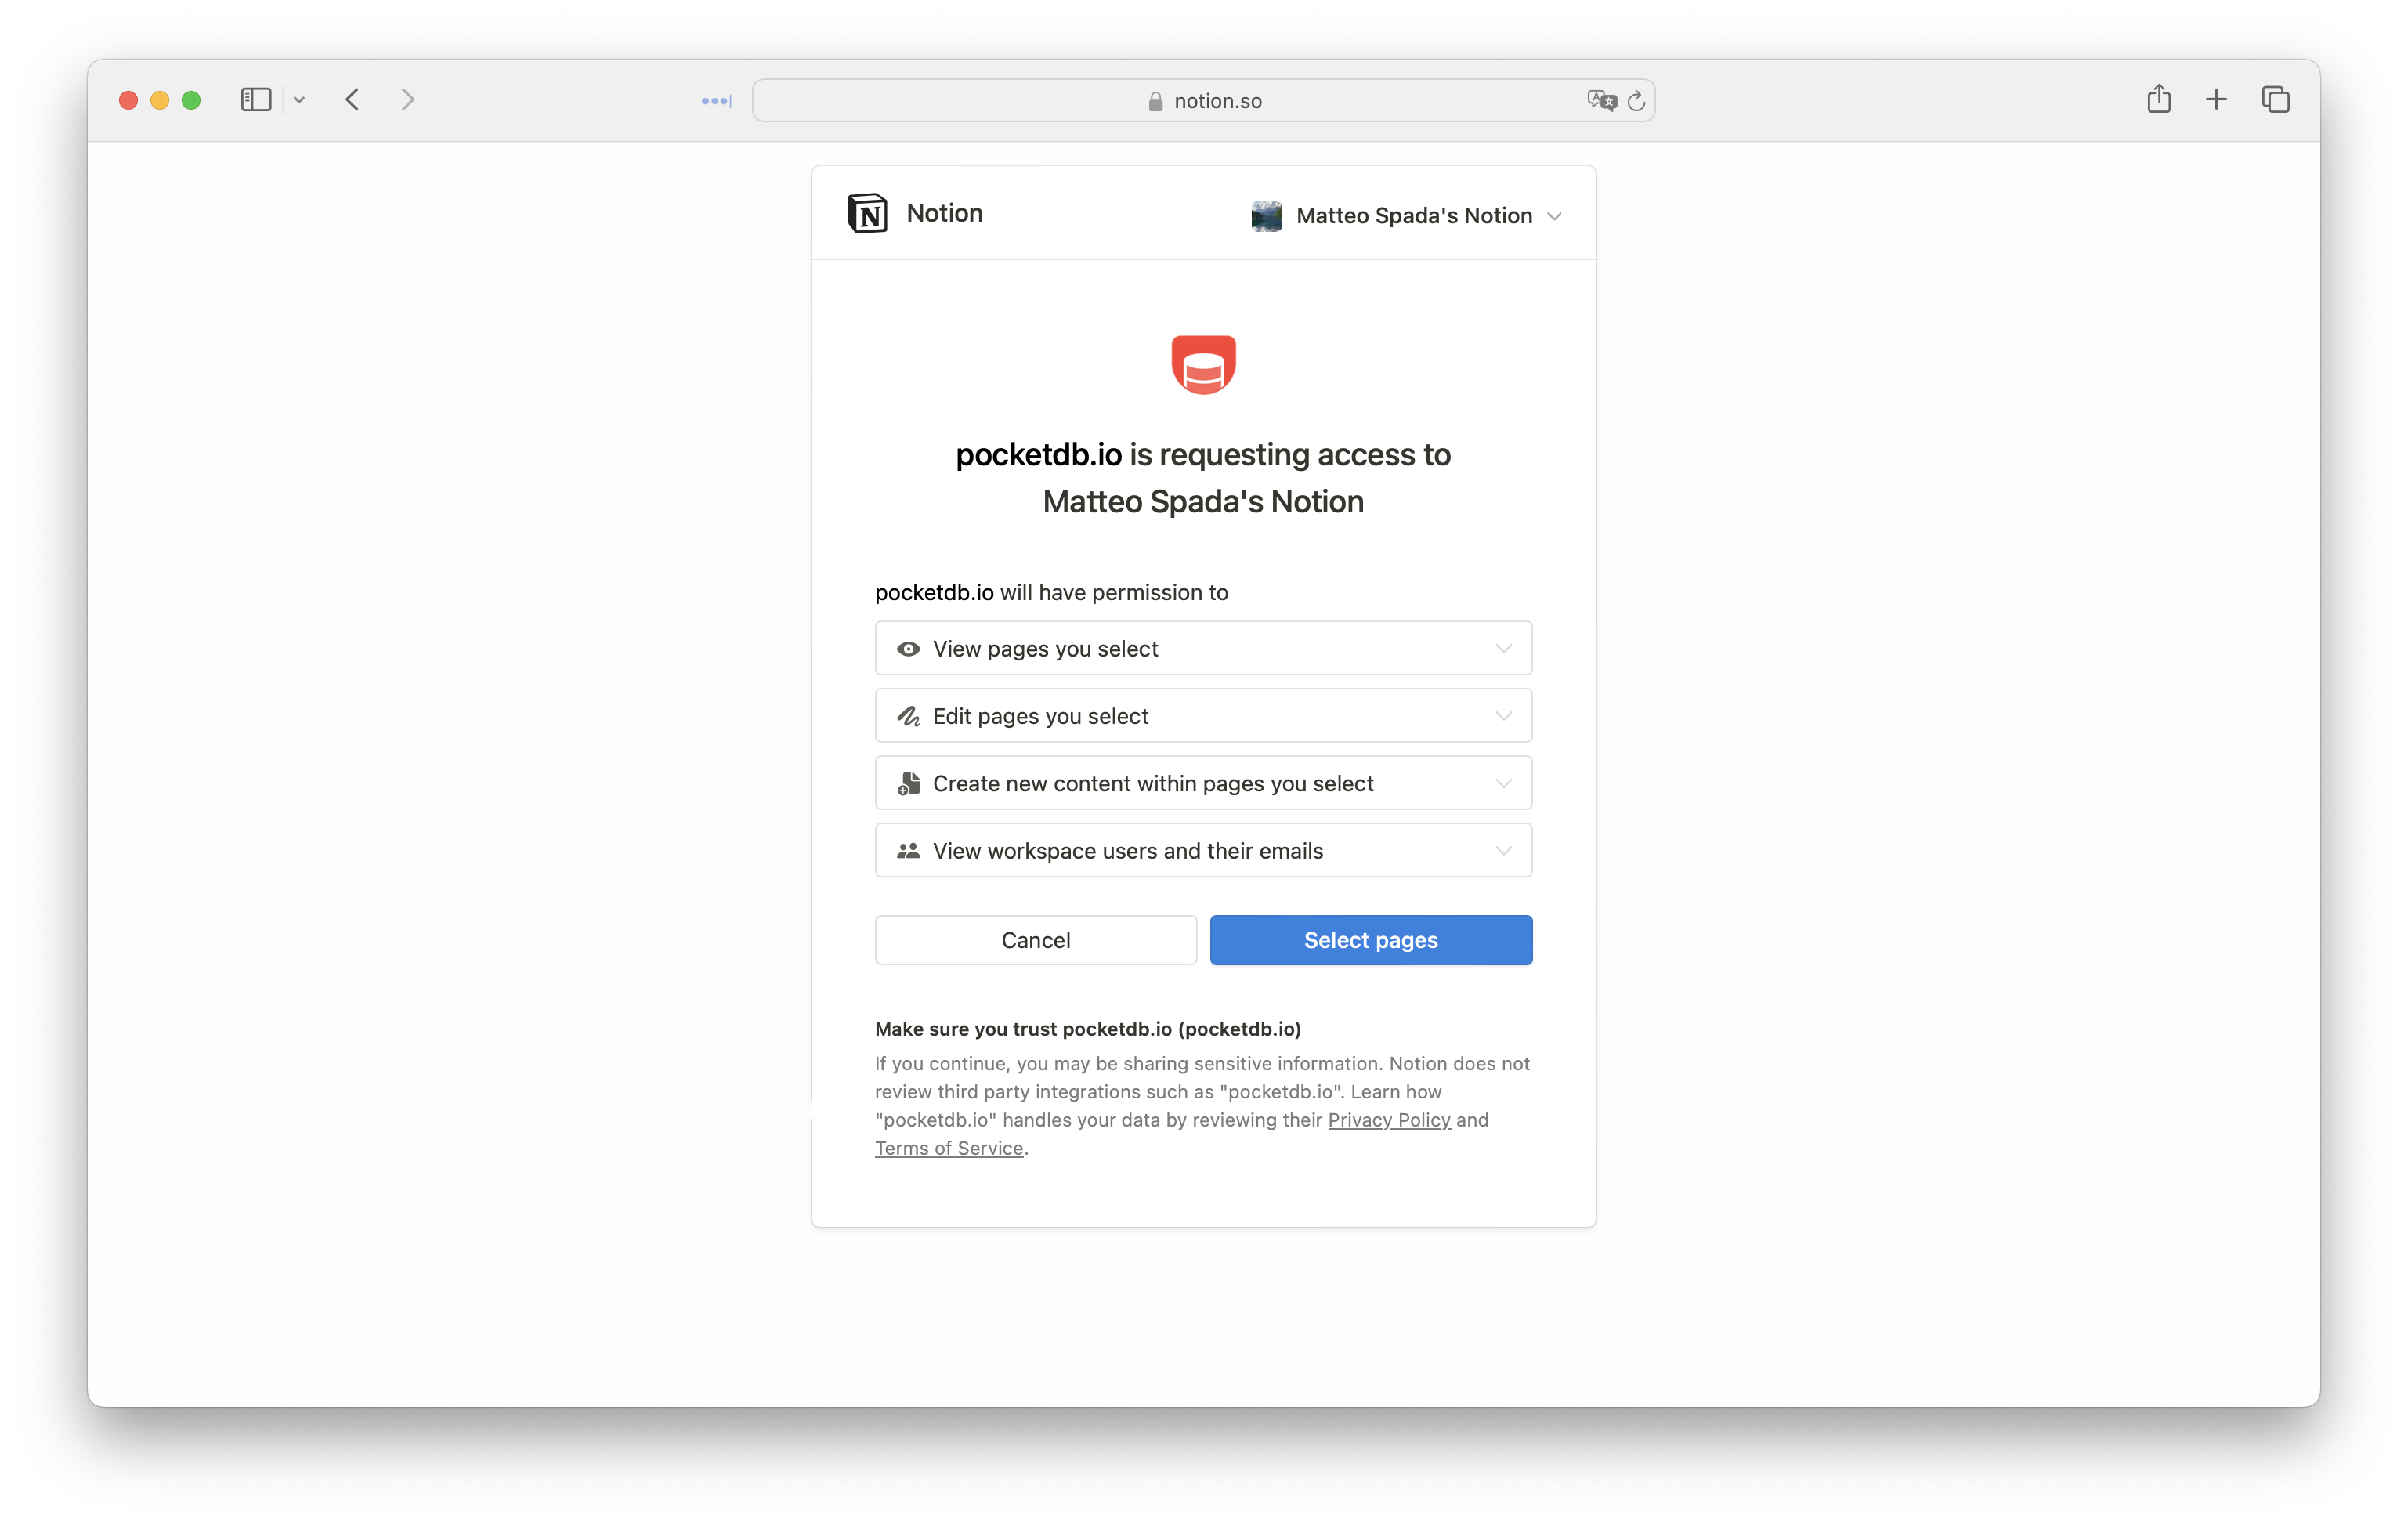 notion.so
Notion
Matteo Spada's Notion
pocketdb.io is requesting access to
Matteo Spada's Notion
pocketdb.io will have permission to
View pages you select
Edit pages you select
Create new content within pages you select
View workspace users and their emails
Cancel
Select pages
Make sure you trust pocketdb.io (pocketdb.io)
If you continue, you may be sharing sensitive information. Notion does not
review third party integrations such as "pocketdb.io". Learn how
"pocketdb.io" handles your data by reviewing their Privacy Policy and
Terms of Service.